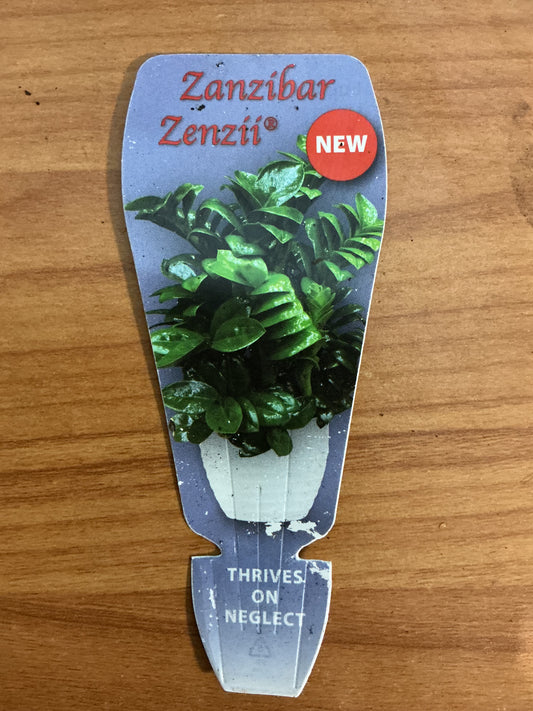 Zanzibar
Zenzii®
NEW
THRIVES
ON
NEGLECT